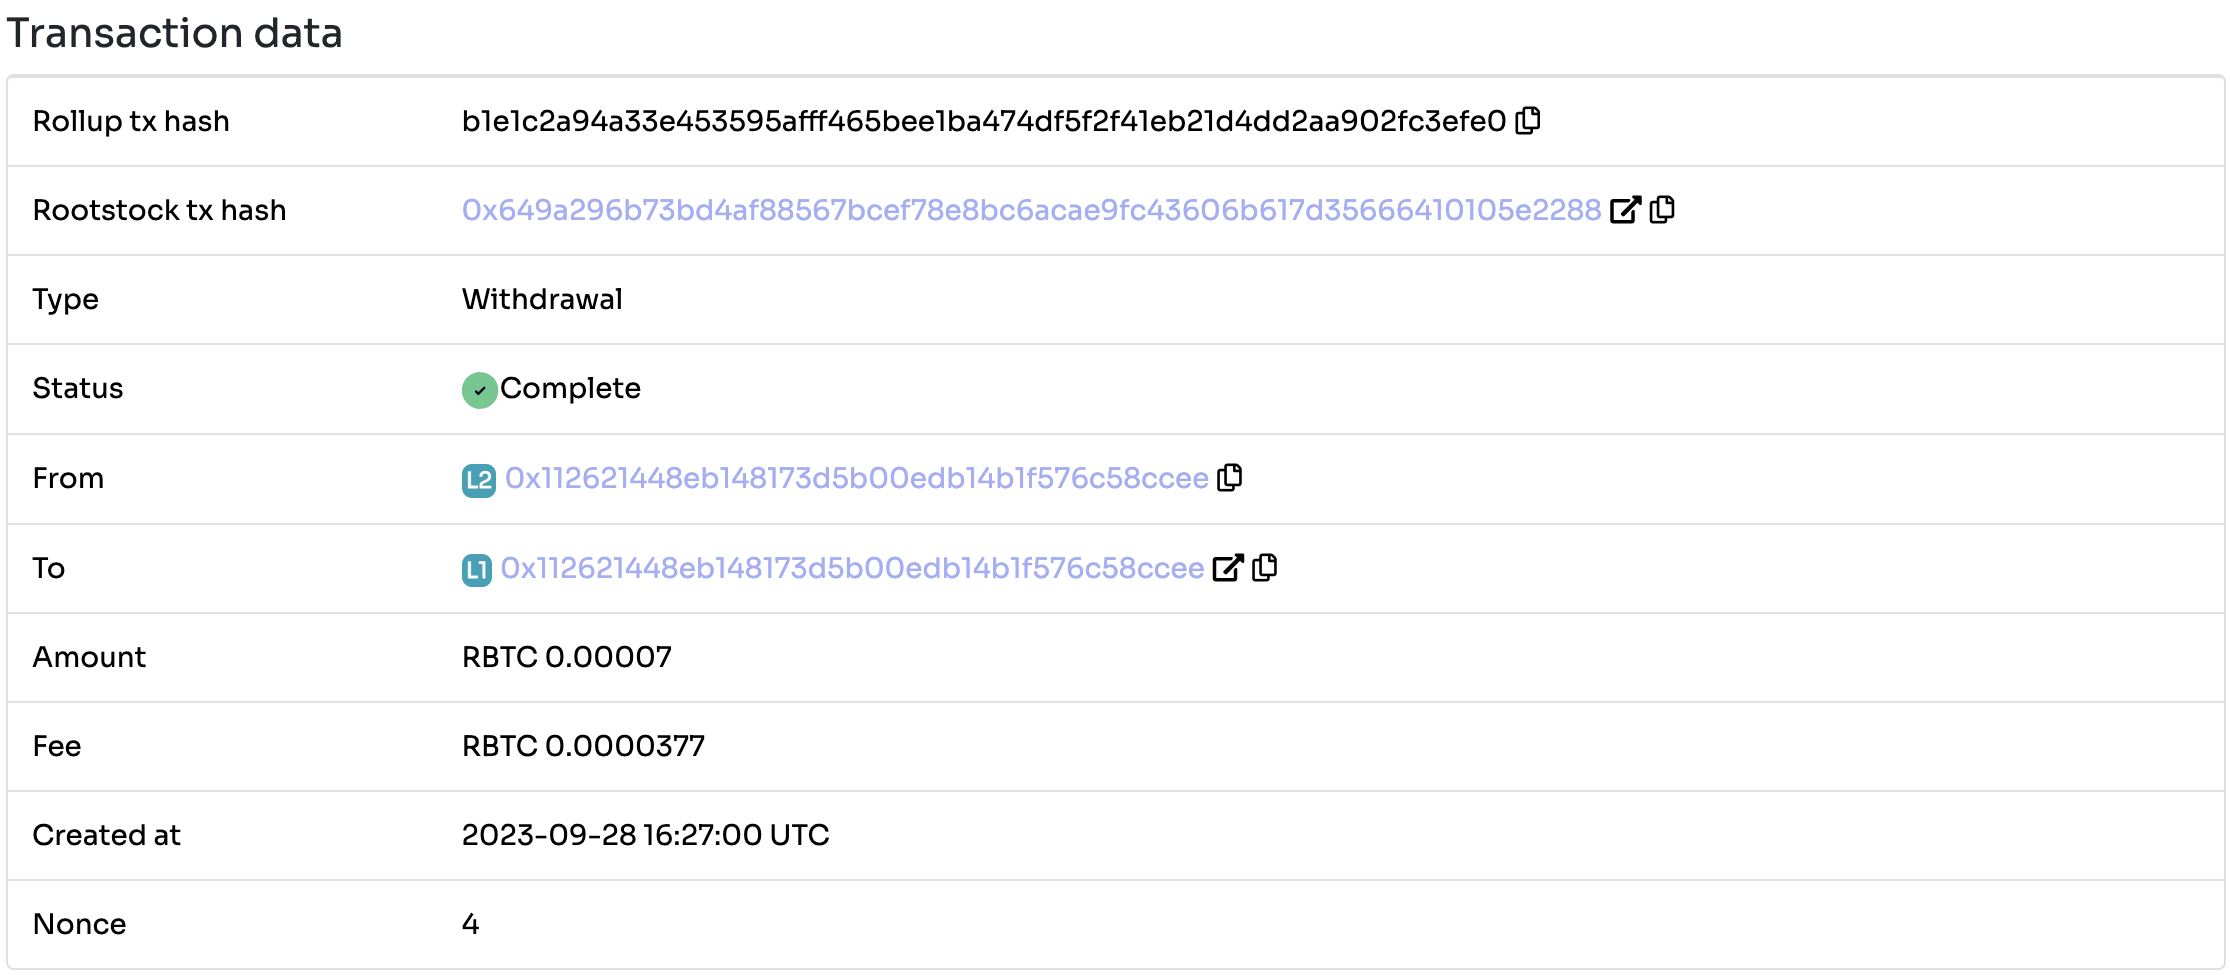 Transaction data
Rollup tx hash b1e1c2a94a33e453595afff465bee1ba474df5f2f41eb21d4dd2aa902fc3efe0
Rootstock tx hash 0x649a296b73bd4af88567bcef78e8bc6acae9fc43606b617d35666410105e2288
Type Withdrawal
Status Complete
From L2 0x112621448eb148173d5b00edb14b1f576c58ccee
To L1 0x112621448eb148173d5b00edb14b1f576c58ccee
Amount RBTC 0.00007
Fee RBTC 0.0000377
Created at 2023-09-28 16:27:00 UTC
Nonce 4